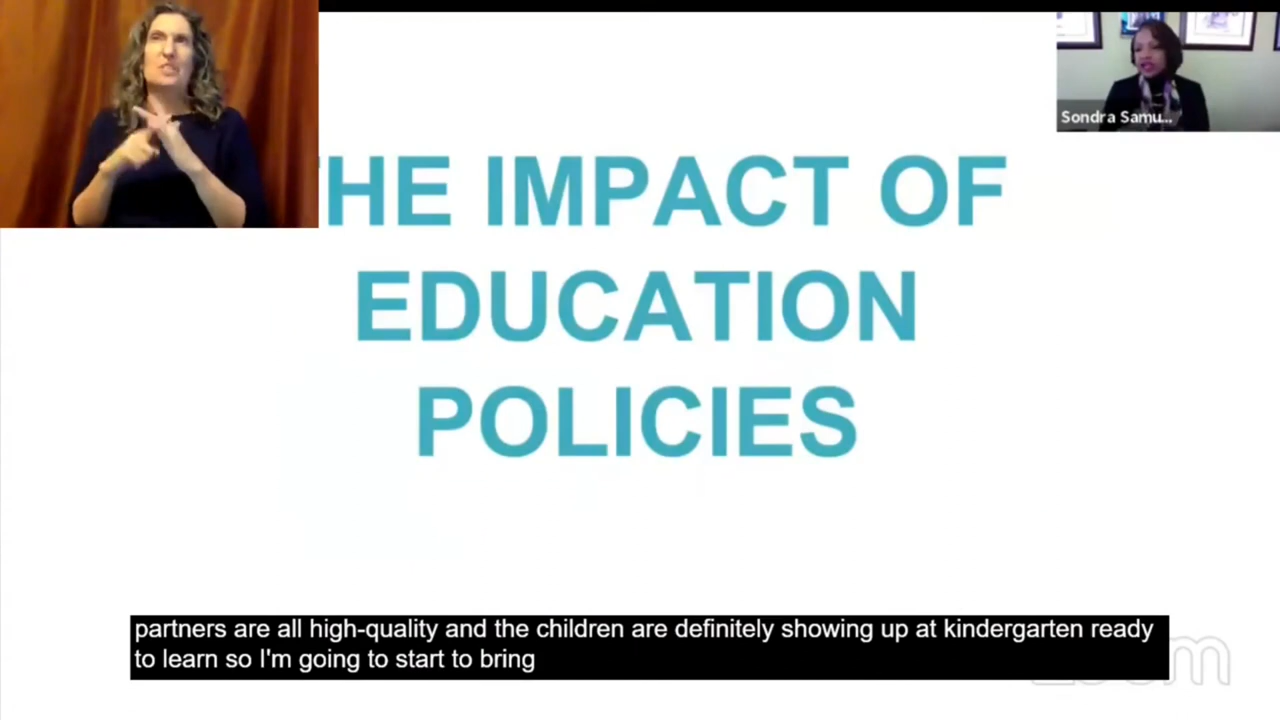 Sondra Samu...
HE IMPACT OF
EDUCATION
POLICIES
partners are all high-quality and the children are definitely showing up at kindergarten ready
to learn so I'm going to start to bring